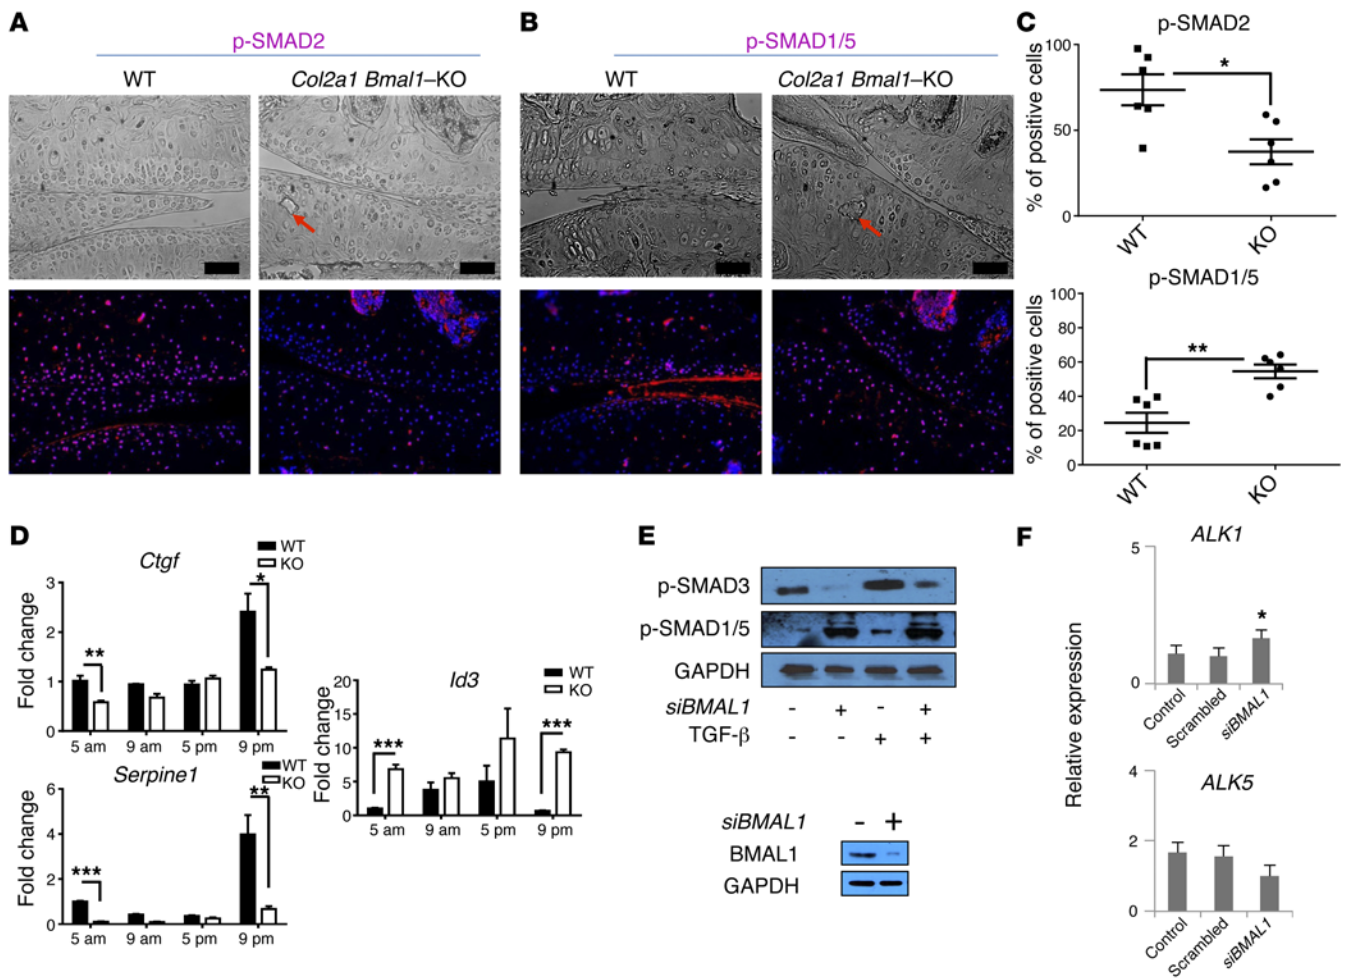 A
p-SMAD2
WT
Col2a1 Bmal1–KO
B
p-SMAD1/5
WT
Col2a1 Bmal1–KO
C
p-SMAD2
% of positive cells
100
50
0
*
WT
KO
p-SMAD1/5
% of positive cells
100
80
60
40
20
0
**
WT
KO
D
Ctgf
WT
KO
Fold change
3
2
1
0
**
*
5 am
9 am
5 pm
9 pm
Serpine1
WT
KO
Fold change
6
4
2
0
***
**
5 am
9 am
5 pm
9 pm
Id3
WT
KO
Fold change
20
15
10
5
0
***
***
5 am
9 am
5 pm
9 pm
E
p-SMAD3
p-SMAD1/5
GAPDH
siBMAL1 - + - +
TGF-β - - + +
siBMAL1 - +
BMAL1
GAPDH
F
Relative expression
ALK1
5
0
*
Control
Scrambled
siBMAL1
ALK5
4
2
0
Control
Scrambled
siBMAL1